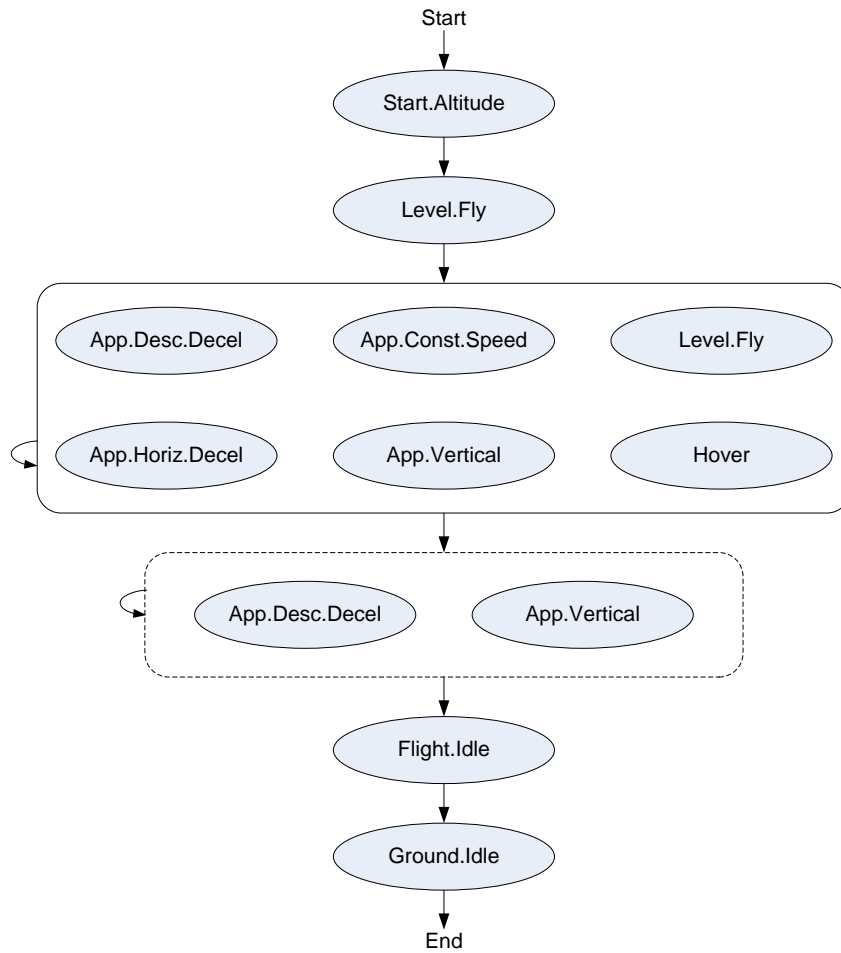 Start
Start.Altitude
Level.Fly
App.Desc.Decel
App.Const.Speed
Level.Fly
App.Horiz.Decel
App.Vertical
Hover
App.Desc.Decel
App.Vertical
Flight.Idle
Ground.Idle
End